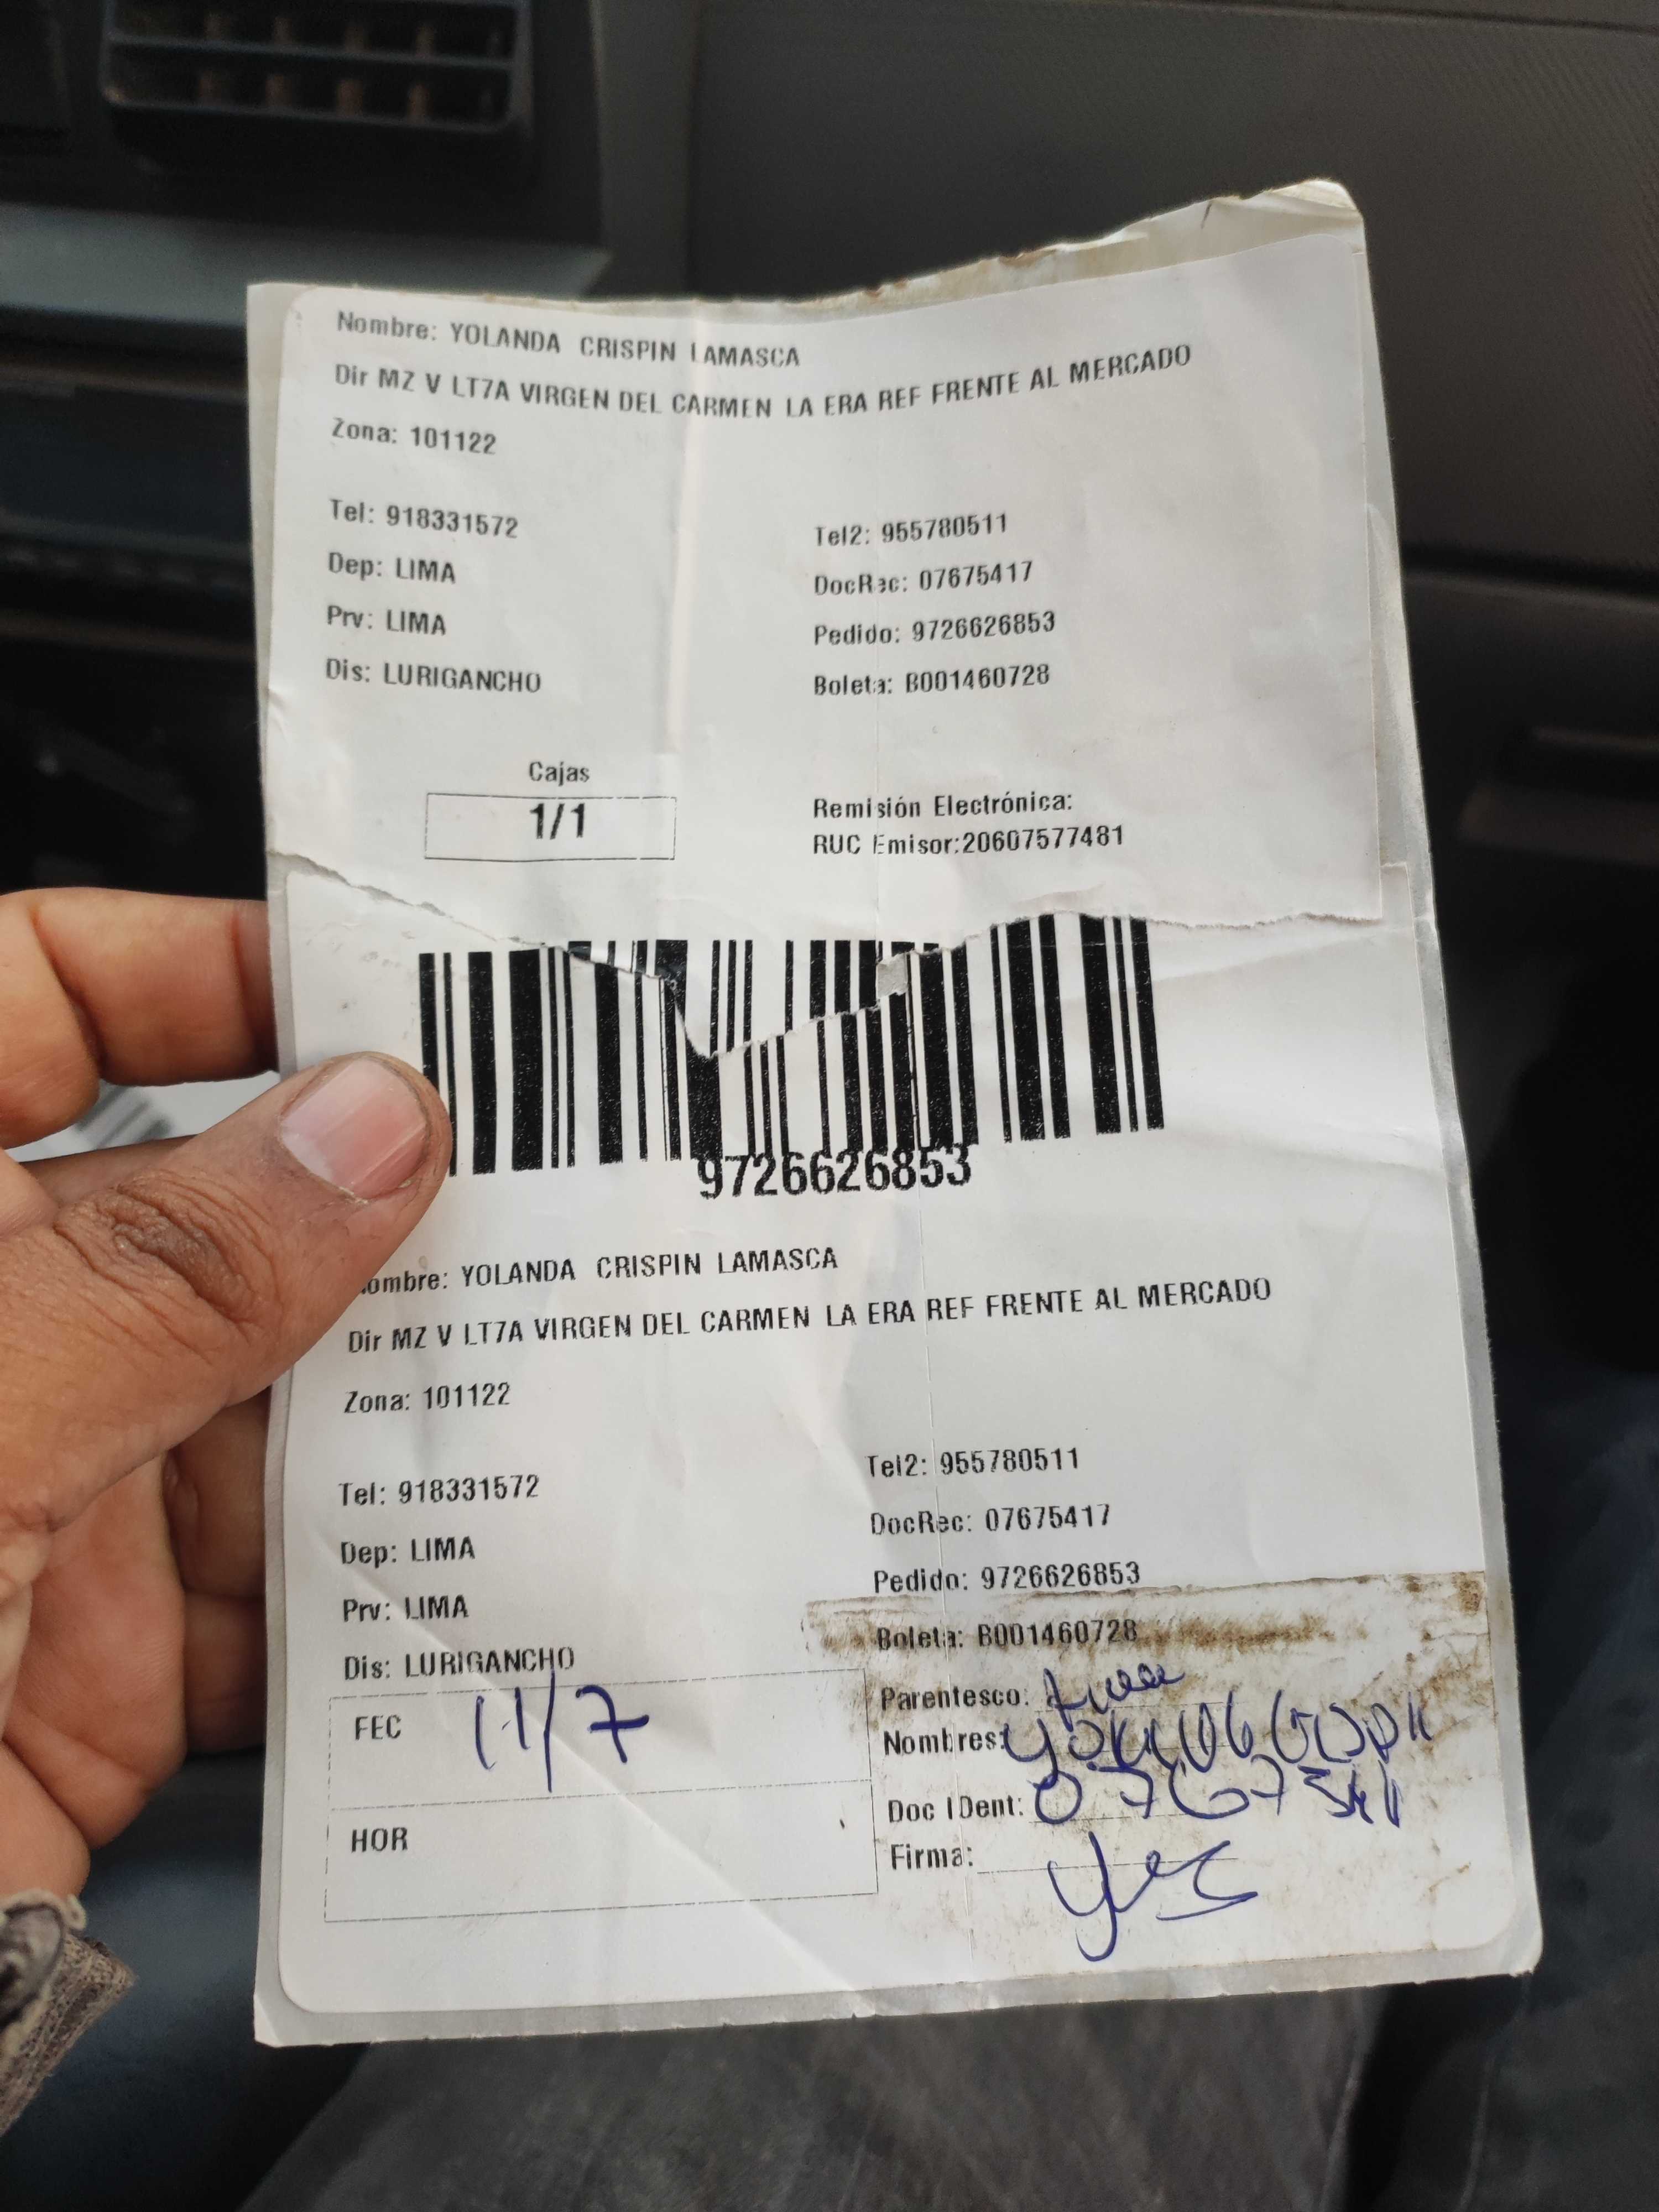 Nombre: YOLANDA CRISPIN LAMASCA
Dir MZ V LT7A VIRGEN DEL CARMEN LA ERA REF FRENTE AL MERCADO
Zona: 101122
Tel: 918331572 Tel2: 955780511
Dep: LIMA DocRec: 07675417
Prv: LIMA Pedido: 9726626853
Dis: LURIGANCHO Boleta: B001460728
Cajas
1/1
Remisión Electrónica:
RUC Emisor:20607577481
9726626853
Nombre: YOLANDA CRISPIN LAMASCA
Dir MZ V LT7A VIRGEN DEL CARMEN LA ERA REF FRENTE AL MERCADO
Zona: 101122
Tel: 918331572 Tel2: 955780511
Dep: LIMA DocRec: 07675417
Prv: LIMA Pedido: 9726626853
Dis: LURIGANCHO Boleta: B001460728
FEC 11/7
HOR
Parentesco:
Nombres:
Doc IDent:
Firma: